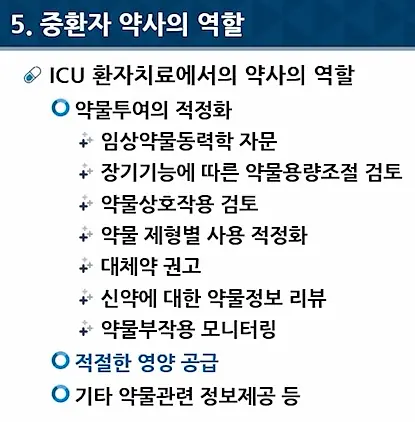 5. 중환자 약사의 역할
ICU 환자치료에서의 약사의 역할
약물투여의 적정화
임상약물동력학 자문
장기기능에 따른 약물용량조절 검토
약물상호작용 검토
약물 제형별 사용 적정화
대체약 권고
신약에 대한 약물정보 리뷰
약물부작용 모니터링
적절한 영양 공급
기타 약물관련 정보제공 등